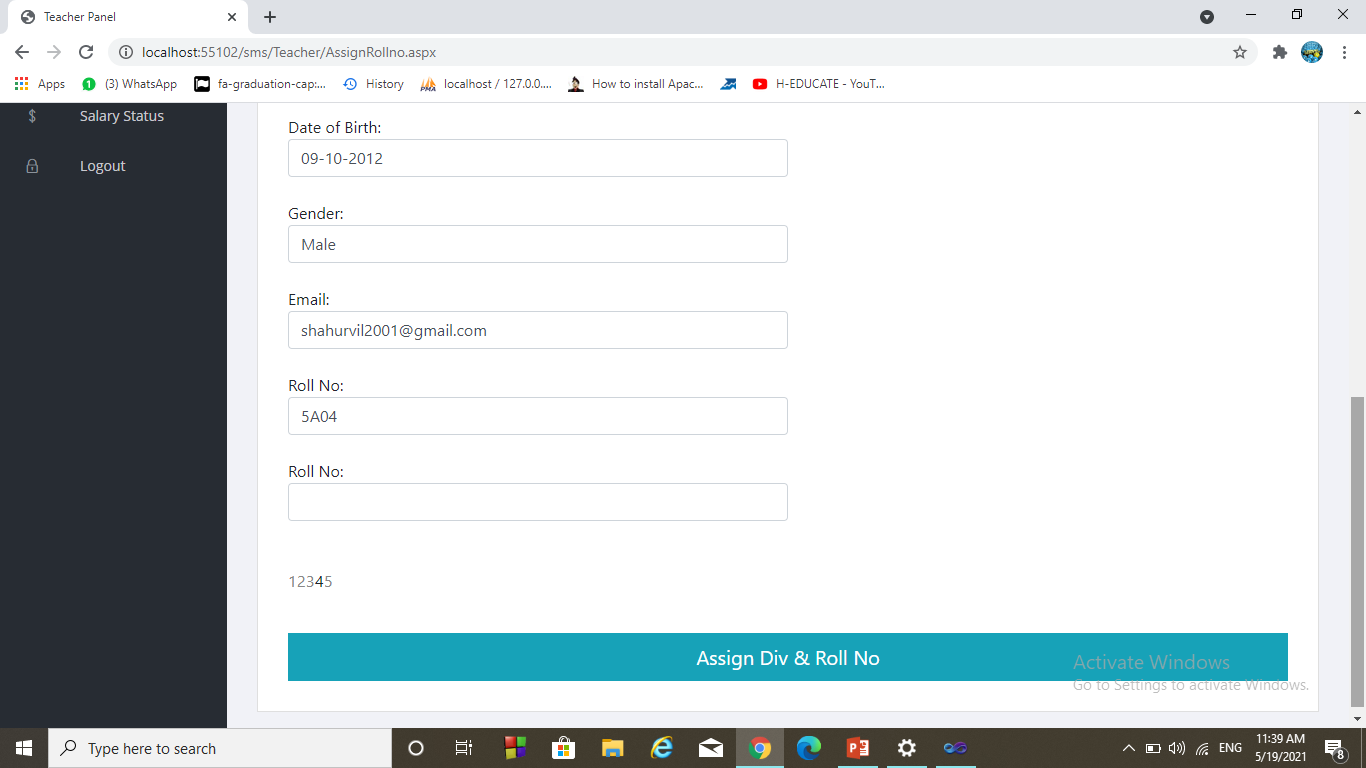 Teacher Panel
localhost:55102/sms/Teacher/AssignRollno.aspx
Apps
1
(3) WhatsApp
fa-graduation-cap:...
History
PMA
localhost / 127.0.0....
How to install Apac...
H-EDUCATE - YouT...
$
Salary Status
Logout
Date of Birth:
09-10-2012
Gender:
Male
Email:
shahurvil2001@gmail.com
Roll No:
5A04
Roll No:
12345
Assign Div & Roll No
Activate Windows
Go to Settings to activate Windows.
Type here to search
ENG
11:39 AM
5/19/2021
8